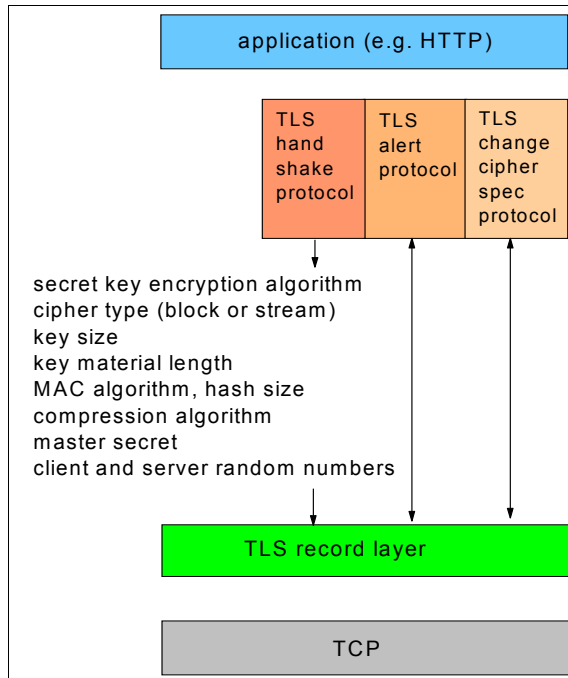 application (e.g. HTTP)
TLS
hand
shake
protocol
TLS
alert
protocol
TLS
change
cipher
spec
protocol
secret key encryption algorithm
cipher type (block or stream)
key size
key material length
MAC algorithm, hash size
compression algorithm
master secret
client and server random numbers
TLS record layer
TCP